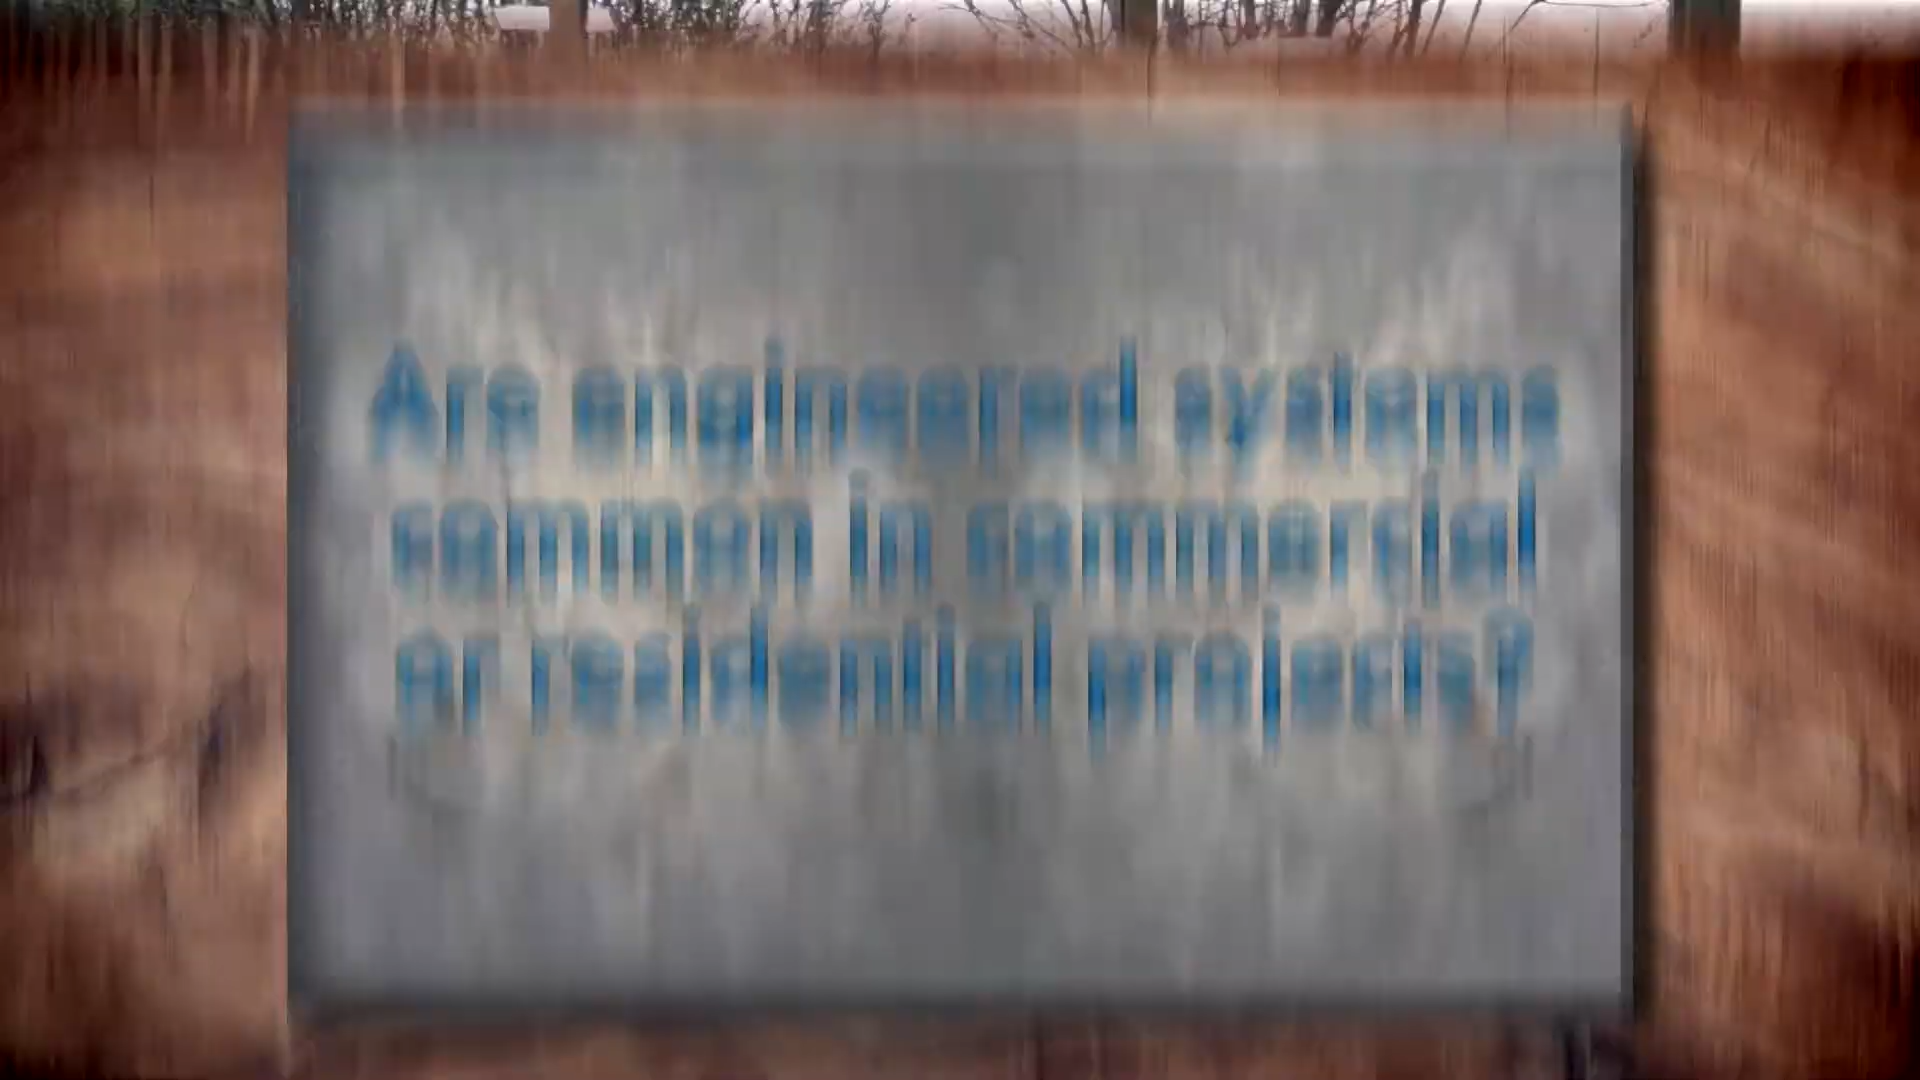 Are engineered systems
common in commercial
or residential projects?